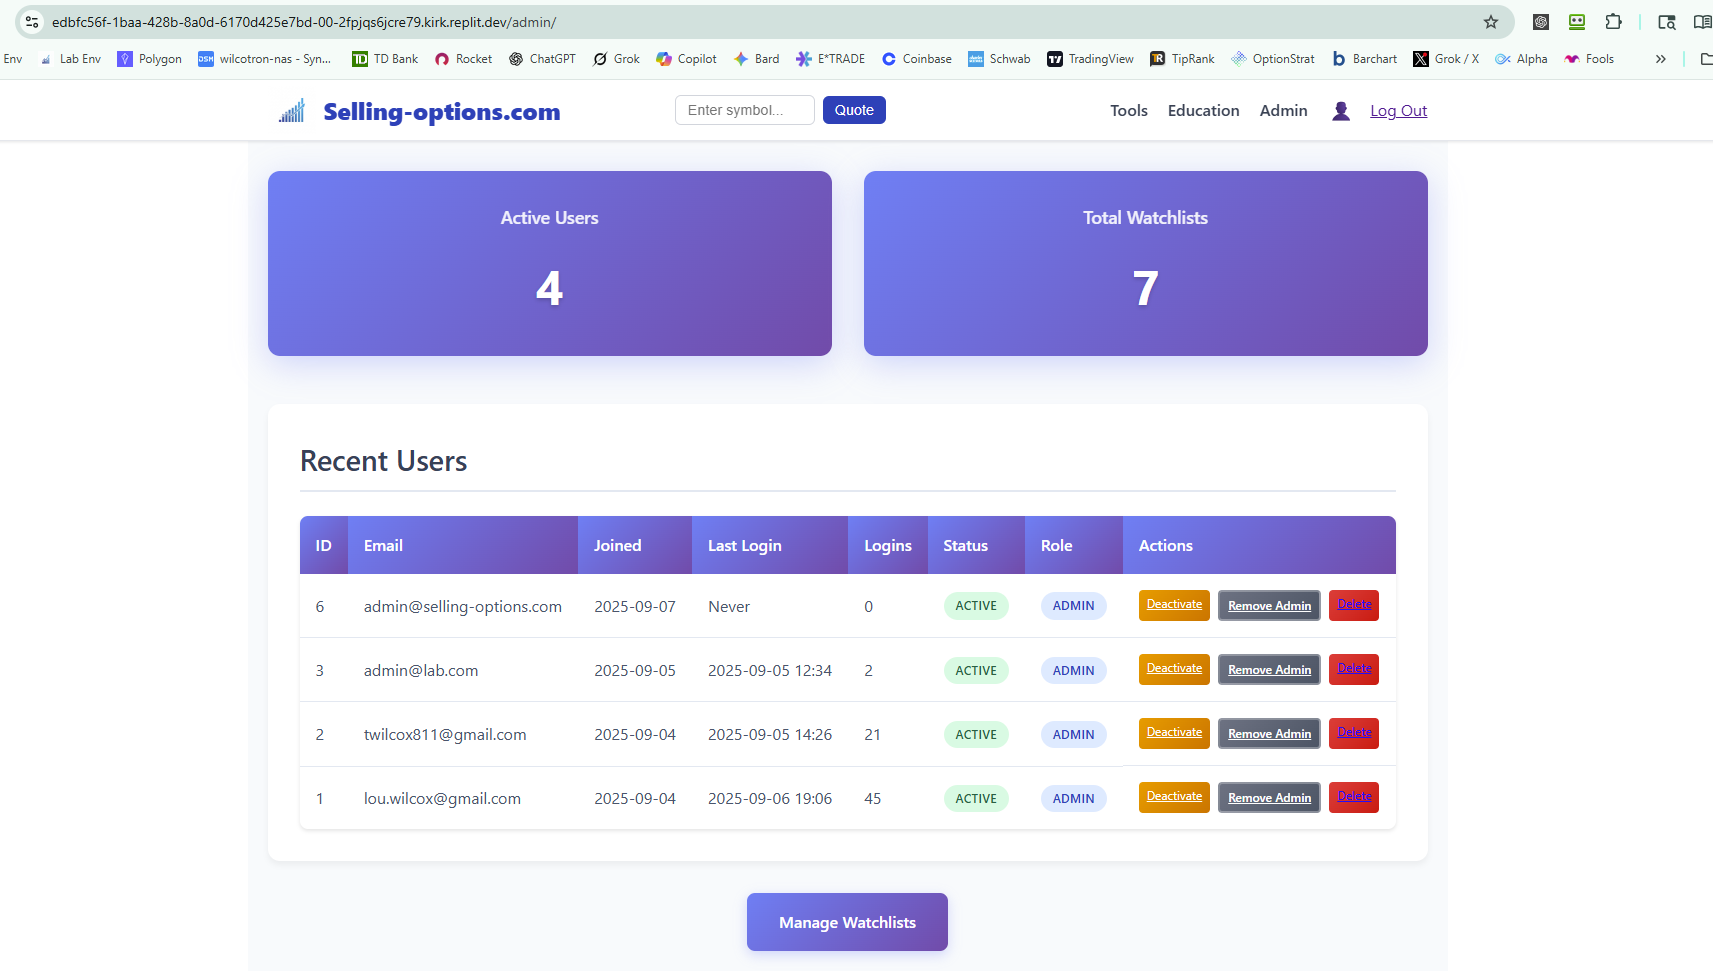 edbfc56f-1baa-428b-8a0d-6170d425e7bd-00-2fpjqs6jcre79.kirk.replit.dev/admin/
Env Lab Env Polygon wilcotron-nas - Syn... TD Bank Rocket ChatGPT Grok Copilot Bard E*TRADE Coinbase Schwab TradingView TipRank OptionStrat Barchart Grok / X Alpha Fools »
Selling-options.com Enter symbol... Quote Tools Education Admin Log Out
Active Users Total Watchlists
4 7
Recent Users
ID Email Joined Last Login Logins Status Role Actions
6 admin@selling-options.com 2025-09-07 Never 0 ACTIVE ADMIN Deactivate Remove Admin Delete
3 admin@lab.com 2025-09-05 2025-09-05 12:34 2 ACTIVE ADMIN Deactivate Remove Admin Delete
2 twilcox811@gmail.com 2025-09-04 2025-09-05 14:26 21 ACTIVE ADMIN Deactivate Remove Admin Delete
1 lou.wilcox@gmail.com 2025-09-04 2025-09-06 19:06 45 ACTIVE ADMIN Deactivate Remove Admin Delete
Manage Watchlists